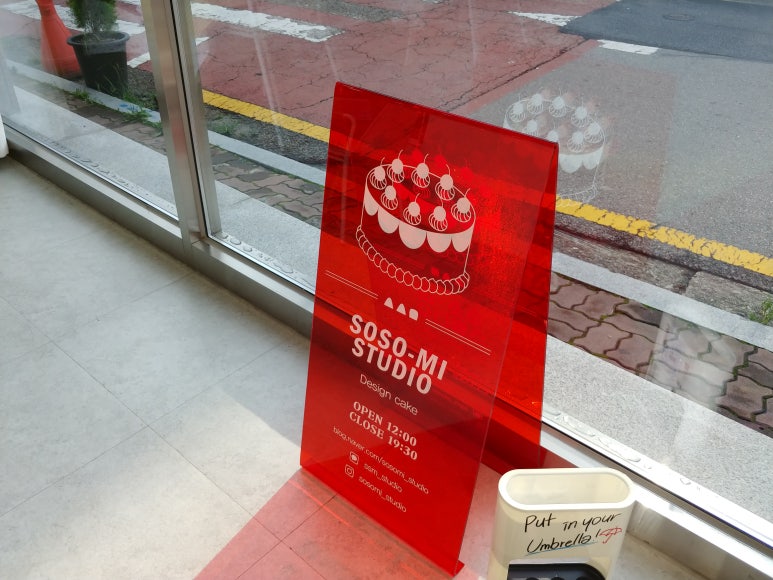 SOSO-MI
STUDIO
Design cake
OPEN 12:00
CLOSE 19:30
blog.naver.com/sosomi_studio
ssm_studio
sosomi_studio
Put in your
Umbrella!